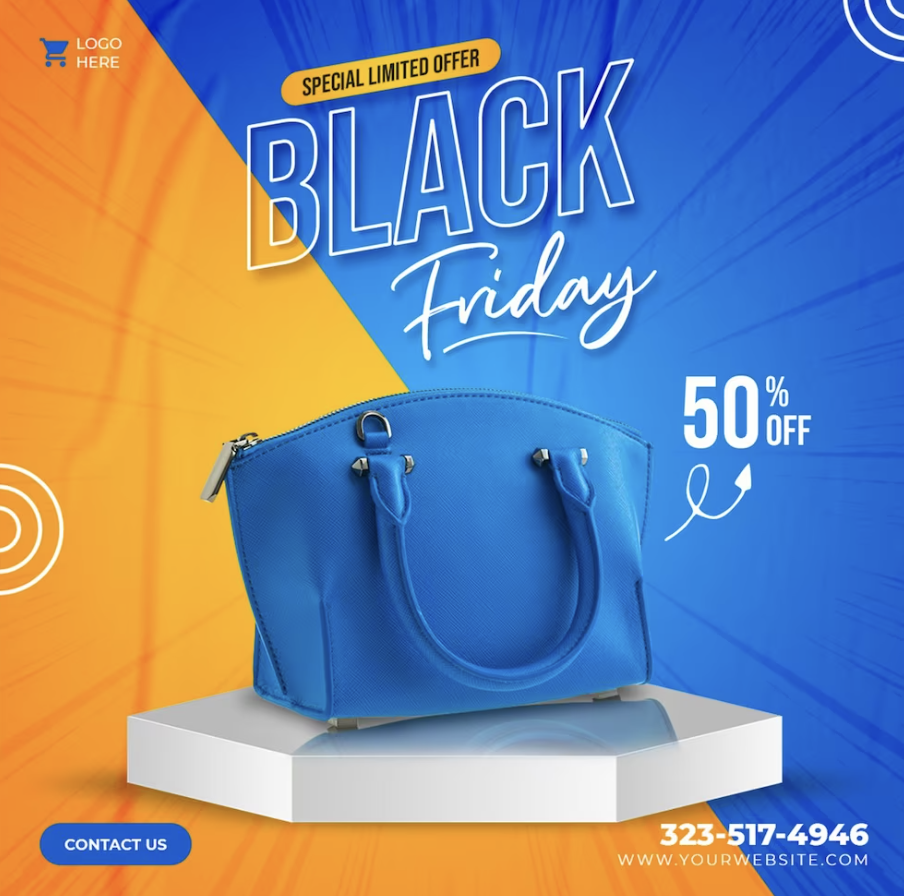 LOGO
HERE
SPECIAL LIMITED OFFER
BLACK
Friday
50%
OFF
CONTACT US
323-517-4946
WWW.YOURWEBSITE.COM